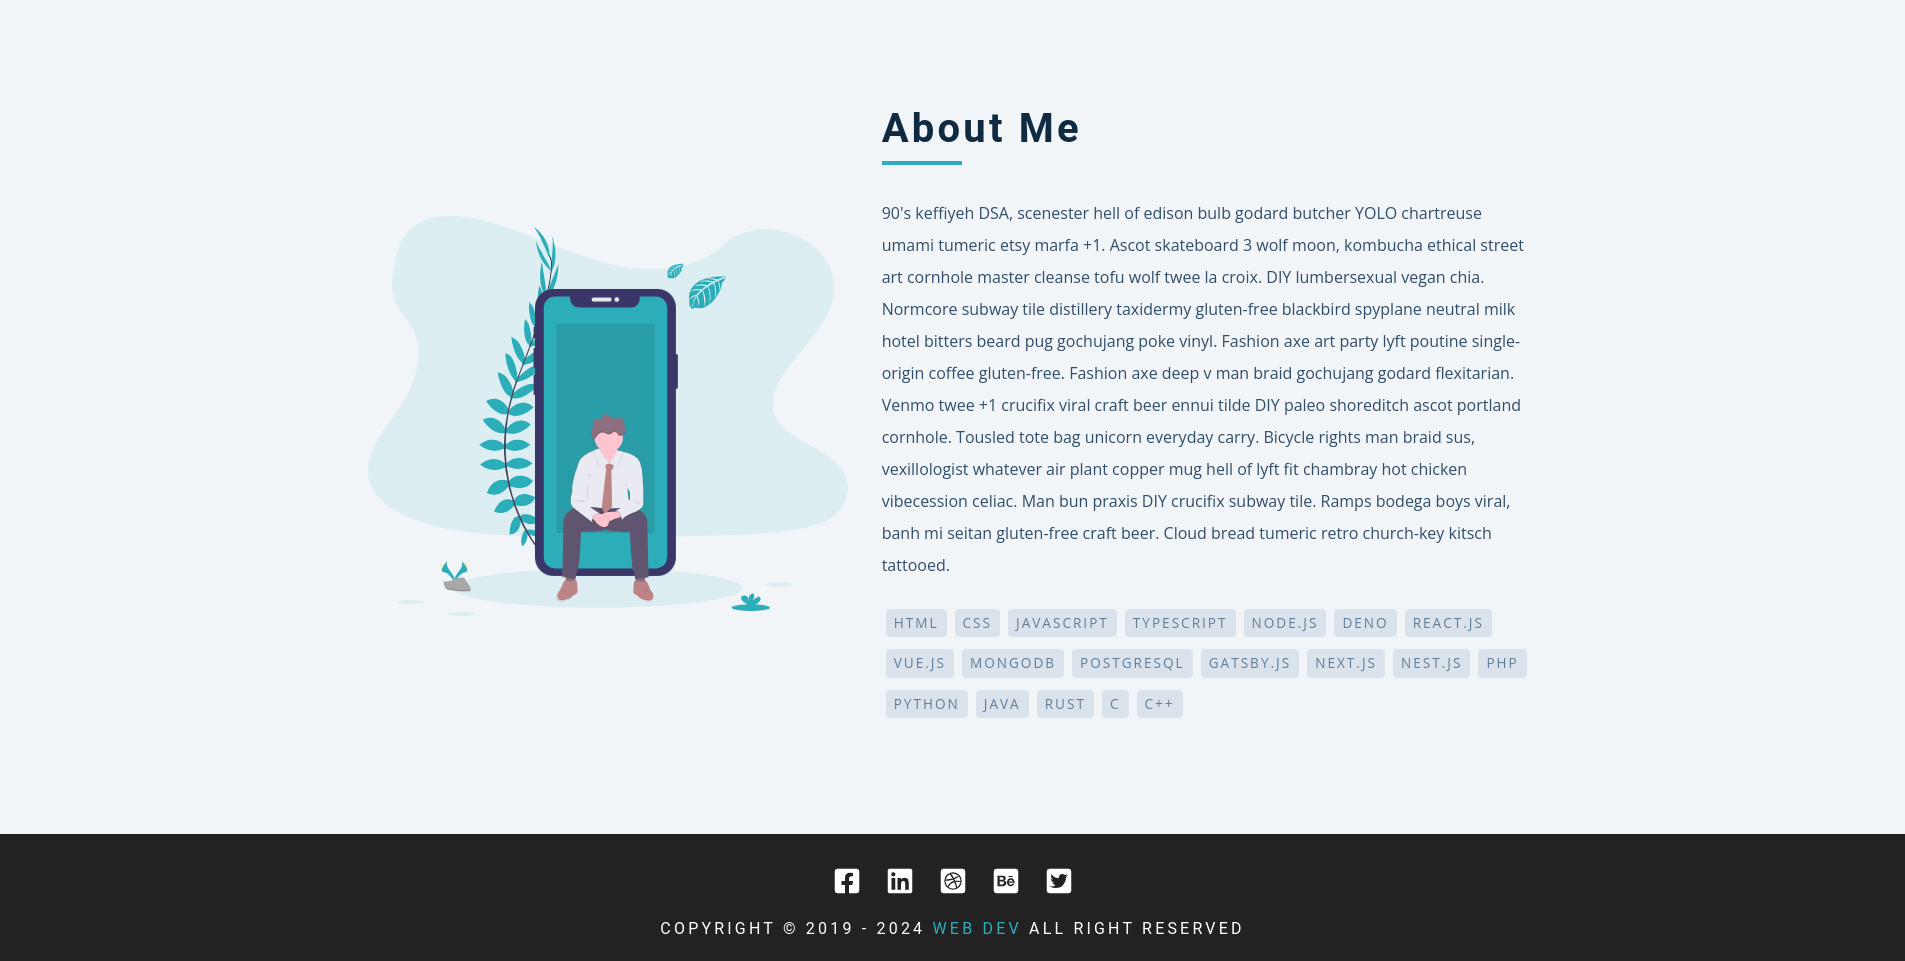 About Me
90's keffiyeh DSA, scenester hell of edison bulb godard butcher YOLO chartreuse
umami tumeric etsy marfa +1. Ascot skateboard 3 wolf moon, kombucha ethical street
art cornhole master cleanse tofu wolf twee la croix. DIY lumbersexual vegan chia.
Normcore subway tile distillery taxidermy gluten-free blackbird spyplane neutral milk
hotel bitters beard pug gochujang poke vinyl. Fashion axe art party lyft poutine single-
origin coffee gluten-free. Fashion axe deep v man braid gochujang godard flexitarian.
Venmo twee +1 crucifix viral craft beer ennui tilde DIY paleo shoreditch ascot portland
cornhole. Tousled tote bag unicorn everyday carry. Bicycle rights man braid sus,
vexillologist whatever air plant copper mug hell of lyft fit chambray hot chicken
vibecession celiac. Man bun praxis DIY crucifix subway tile. Ramps bodega boys viral,
banh mi seitan gluten-free craft beer. Cloud bread tumeric retro church-key kitsch
tattooed.
HTML CSS JAVASCRIPT TYPESCRIPT NODE.JS DENO REACT.JS
VUE.JS MONGODB POSTGRESQL GATSBY.JS NEXT.JS NEST.JS PHP
PYTHON JAVA RUST C C++
COPYRIGHT © 2019 - 2024 WEB DEV ALL RIGHT RESERVED